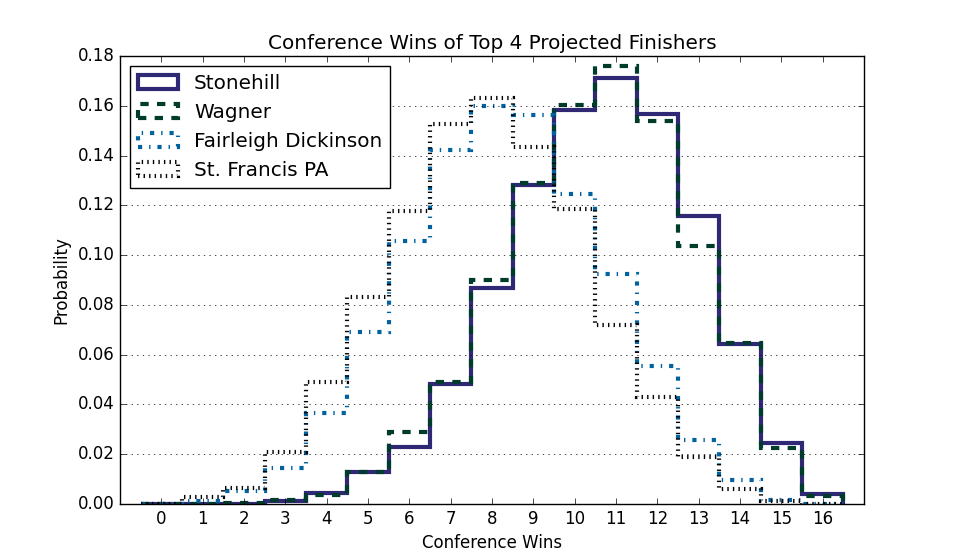 Conference Wins of Top 4 Projected Finishers
0.18
0.16
0.14
0.12
0.10
0.08
0.06
0.04
0.02
0.00
Probability
Stonehill
Wagner
Fairleigh Dickinson
St. Francis PA
0 1 2 3 4 5 6 7 8 9 10 11 12 13 14 15 16
Conference Wins